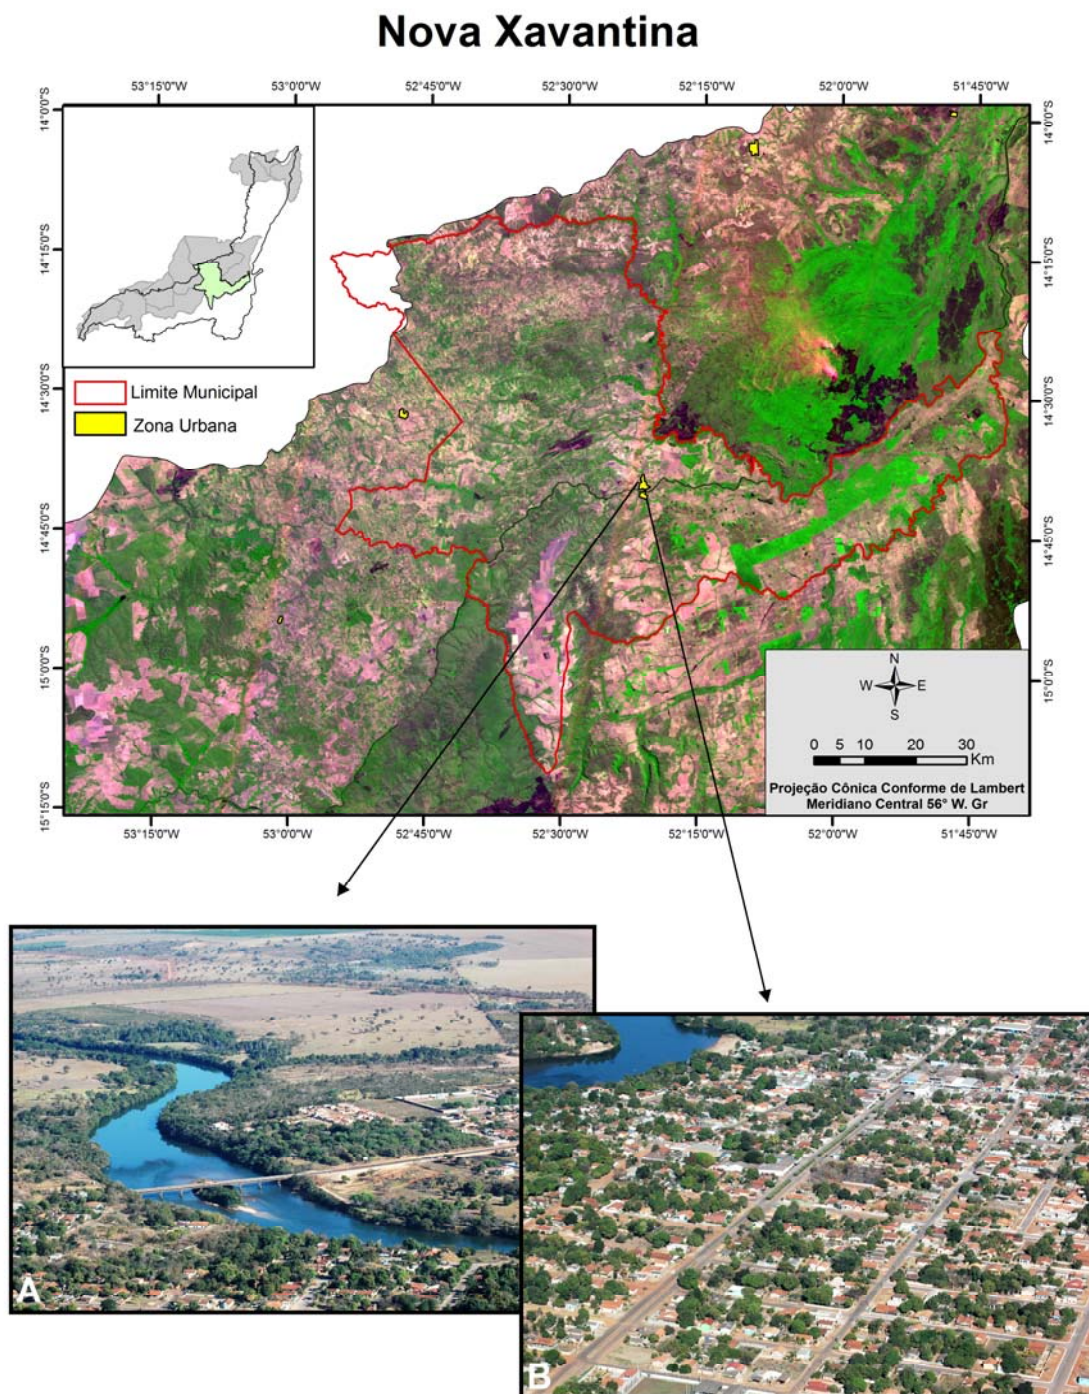 Nova Xavantina
53°15'0"W 53°0'0"W 52°45'0"W 52°30'0"W 52°15'0"W 52°0'0"W 51°45'0"W
14°0'0"S
14°15'0"S
14°30'0"S
14°45'0"S
15°0'0"S
15°15'0"S
Limite Municipal
Zona Urbana
14°0'0"S
14°15'0"S
14°30'0"S
14°45'0"S
15°0'0"S
N
W E
S
0 5 10 20 30
Km
Projeção Cônica Conforme de Lambert
Meridiano Central 56° W. Gr
53°15'0"W 53°0'0"W 52°45'0"W 52°30'0"W 52°15'0"W 52°0'0"W 51°45'0"W
A
B